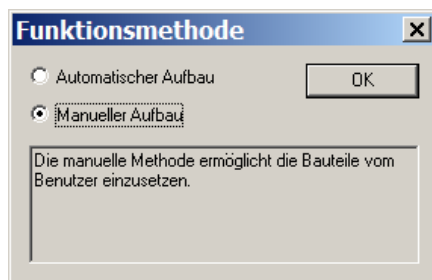 Funktionsmethode
Automatischer Aufbau
OK
Manueller Aufbau
Die manuelle Methode ermöglicht die Bauteile vom
Benutzer einzusetzen.